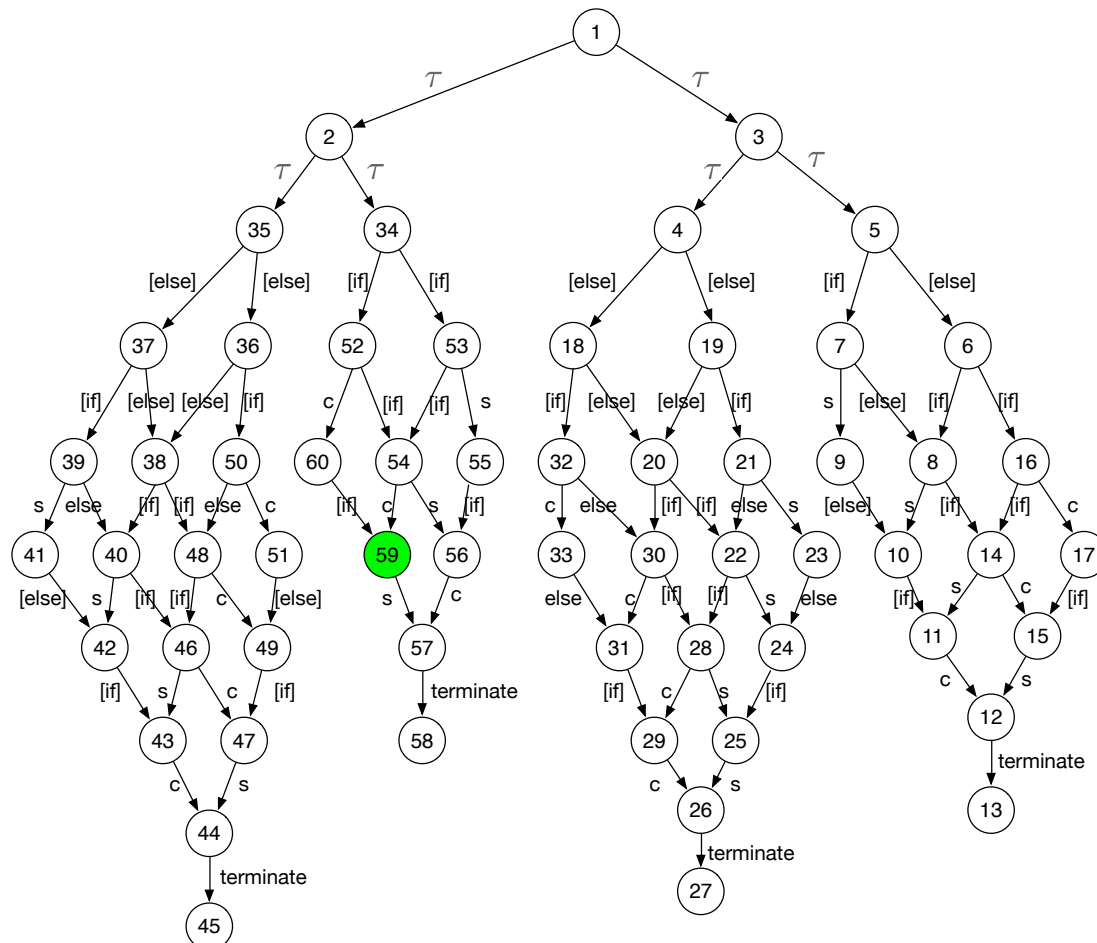 1
τ τ
2 3
τ τ τ τ
35 34 4 5
[else] [else] [if] [if] [else] [else] [if] [else]
37 36 52 53 18 19 7 6
[if] [else] [else] [if] c [if] [if] s [if] [else] [else] [if] s [else] [if] [if]
39 38 50 60 54 55 32 20 21 9 8 16
s else [if] [if] else c [if] c s [if] c else [if] [if] else s [else] s [if] [if] c
41 40 48 51 59 56 33 30 22 23 10 14 17
[else] s [if] [if] c [else] s c else c [if] [if] s else [if] s c [if]
42 46 49 57 31 28 24 11 15
[if] s c [if] terminate [if] c s [if] c s
43 47 58 29 25 12
c s c s terminate
44 26 13
terminate terminate
45 27